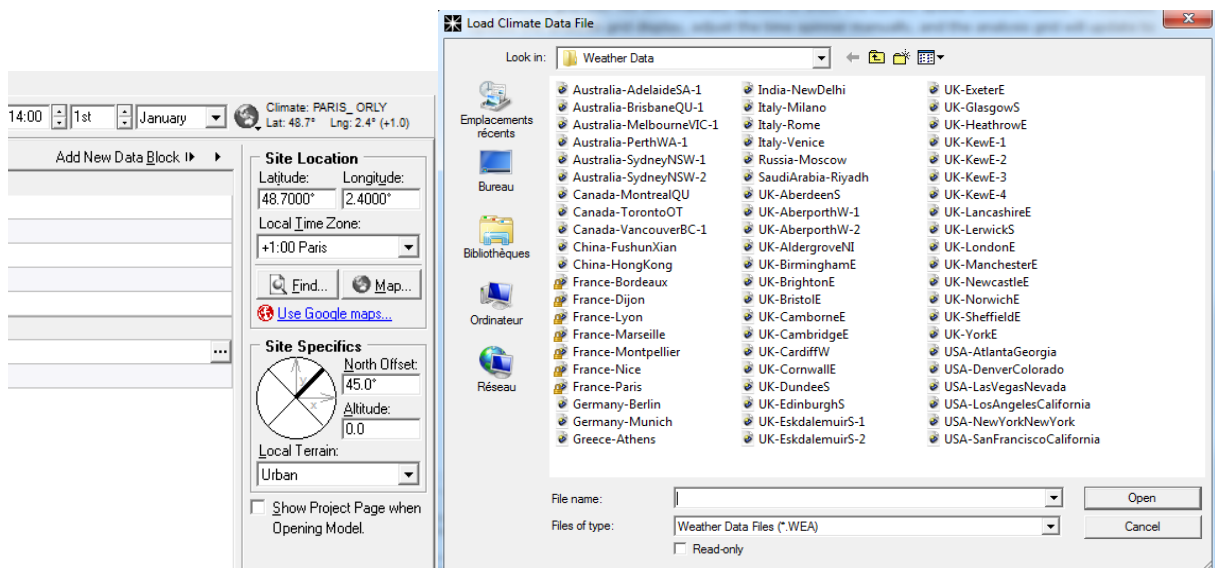 14:00 1st January
Climate: PARIS_ ORLY
Lat: 48.7° Lng: 2.4° (+1.0)
Add New Data Block
Site Location
Latitude: Longitude:
48.7000° 2.4000°
Local Time Zone:
+1:00 Paris
Find... Map...
Use Google maps...
Site Specifics
North Offset:
45.0°
y
x
Altitude:
0.0
Local Terrain:
Urban
...
Show Project Page when
Opening Model.
Load Climate Data File
Look in: Weather Data
Emplacements
récents
Bureau
Bibliothèques
Ordinateur
Réseau
Australia-AdelaideSA-1
Australia-BrisbaneQU-1
Australia-MelbourneVIC-1
Australia-PerthWA-1
Australia-SydneyNSW-1
Australia-SydneyNSW-2
Canada-MontrealQU
Canada-TorontoOT
Canada-VancouverBC-1
China-FushunXian
China-HongKong
France-Bordeaux
France-Dijon
France-Lyon
France-Marseille
France-Montpellier
France-Nice
France-Paris
Germany-Berlin
Germany-Munich
Greece-Athens
India-NewDelhi
Italy-Milano
Italy-Rome
Italy-Venice
Russia-Moscow
SaudiArabia-Riyadh
UK-AberdeenS
UK-AberporthW-1
UK-AberporthW-2
UK-AldergroveNI
UK-BirminghamE
UK-BrightonE
UK-BristolE
UK-CamborneE
UK-CambridgeE
UK-CardiffW
UK-CornwallE
UK-DundeeS
UK-EdinburghS
UK-EskdalemuirS-1
UK-EskdalemuirS-2
UK-ExeterE
UK-GlasgowS
UK-HeathrowE
UK-KewE-1
UK-KewE-2
UK-KewE-3
UK-KewE-4
UK-LancashireE
UK-LerwickS
UK-LondonE
UK-ManchesterE
UK-NewcastleE
UK-NorwichE
UK-SheffieldE
UK-YorkE
USA-AtlantaGeorgia
USA-DenverColorado
USA-LasVegasNevada
USA-LosAngelesCalifornia
USA-NewYorkNewYork
USA-SanFranciscoCalifornia
File name: Open
Files of type: Weather Data Files (*.WEA) Cancel
Read-only